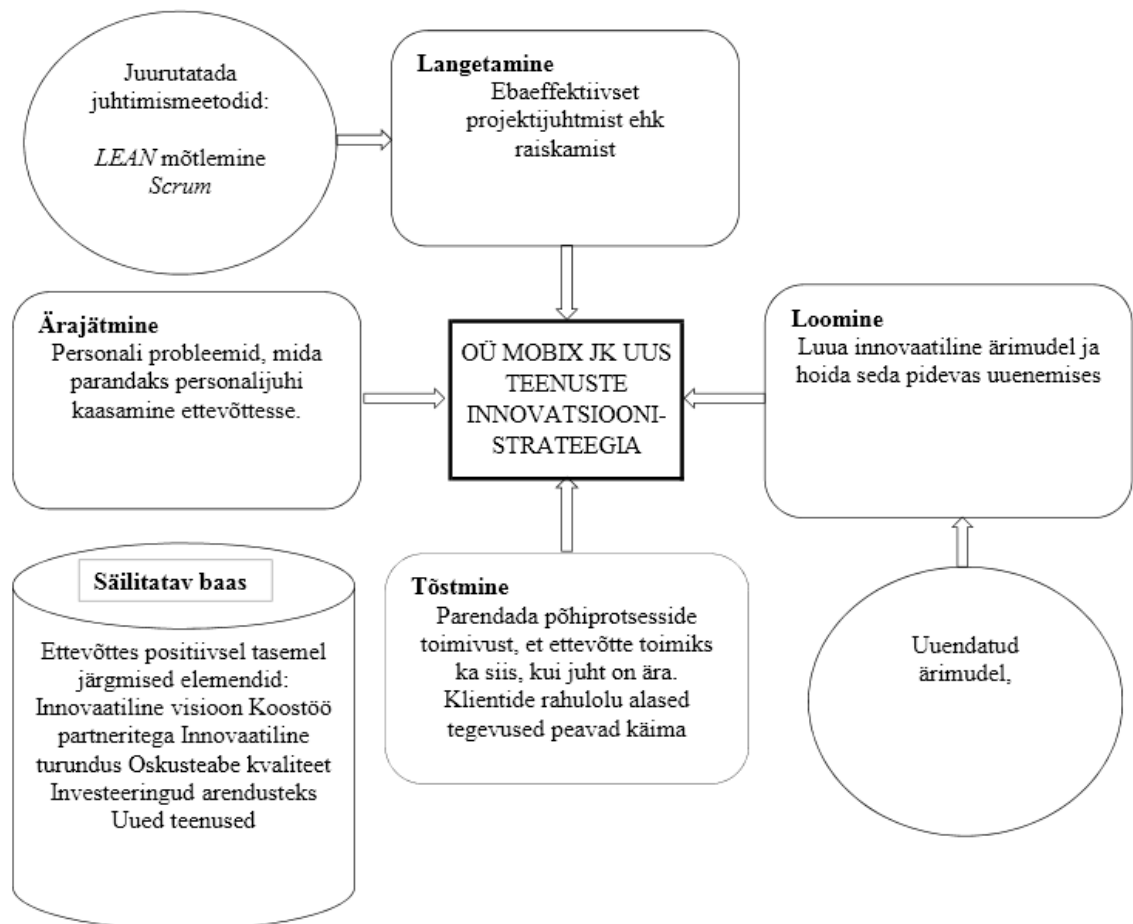 Juurutatada
juhtimismeetodid:
LEAN mõtlemine
Scrum
Langetamine
Ebaeffektiivset
projektijuhtmist ehk
raiskamist
Ärajätmine
Personali probleemid, mida
parandaks personalijuhi
kaasamine ettevõttesse.
OÜ MOBIX JK UUS
TEENUSTE
INNOVATSIOONI-
STRATEEGIA
Loomine
Luua innovaatiline ärimudel ja
hoida seda pidevas uuenemises
Säilitatav baas
Ettevõttes positiivsel tasemel
järgmised elemendid:
Innovaatiline visioon Koostöö
partneritega Innovaatiline
turundus Oskusteabe kvaliteet
Investeeringud arendusteks
Uued teenused
Tõstmine
Parendada põhiprotsesside
toimivust, et ettevõtte toimiks
ka siis, kui juht on ära.
Klientide rahulolu alased
tegevused peavad käima
Uuendatud
ärimudel,